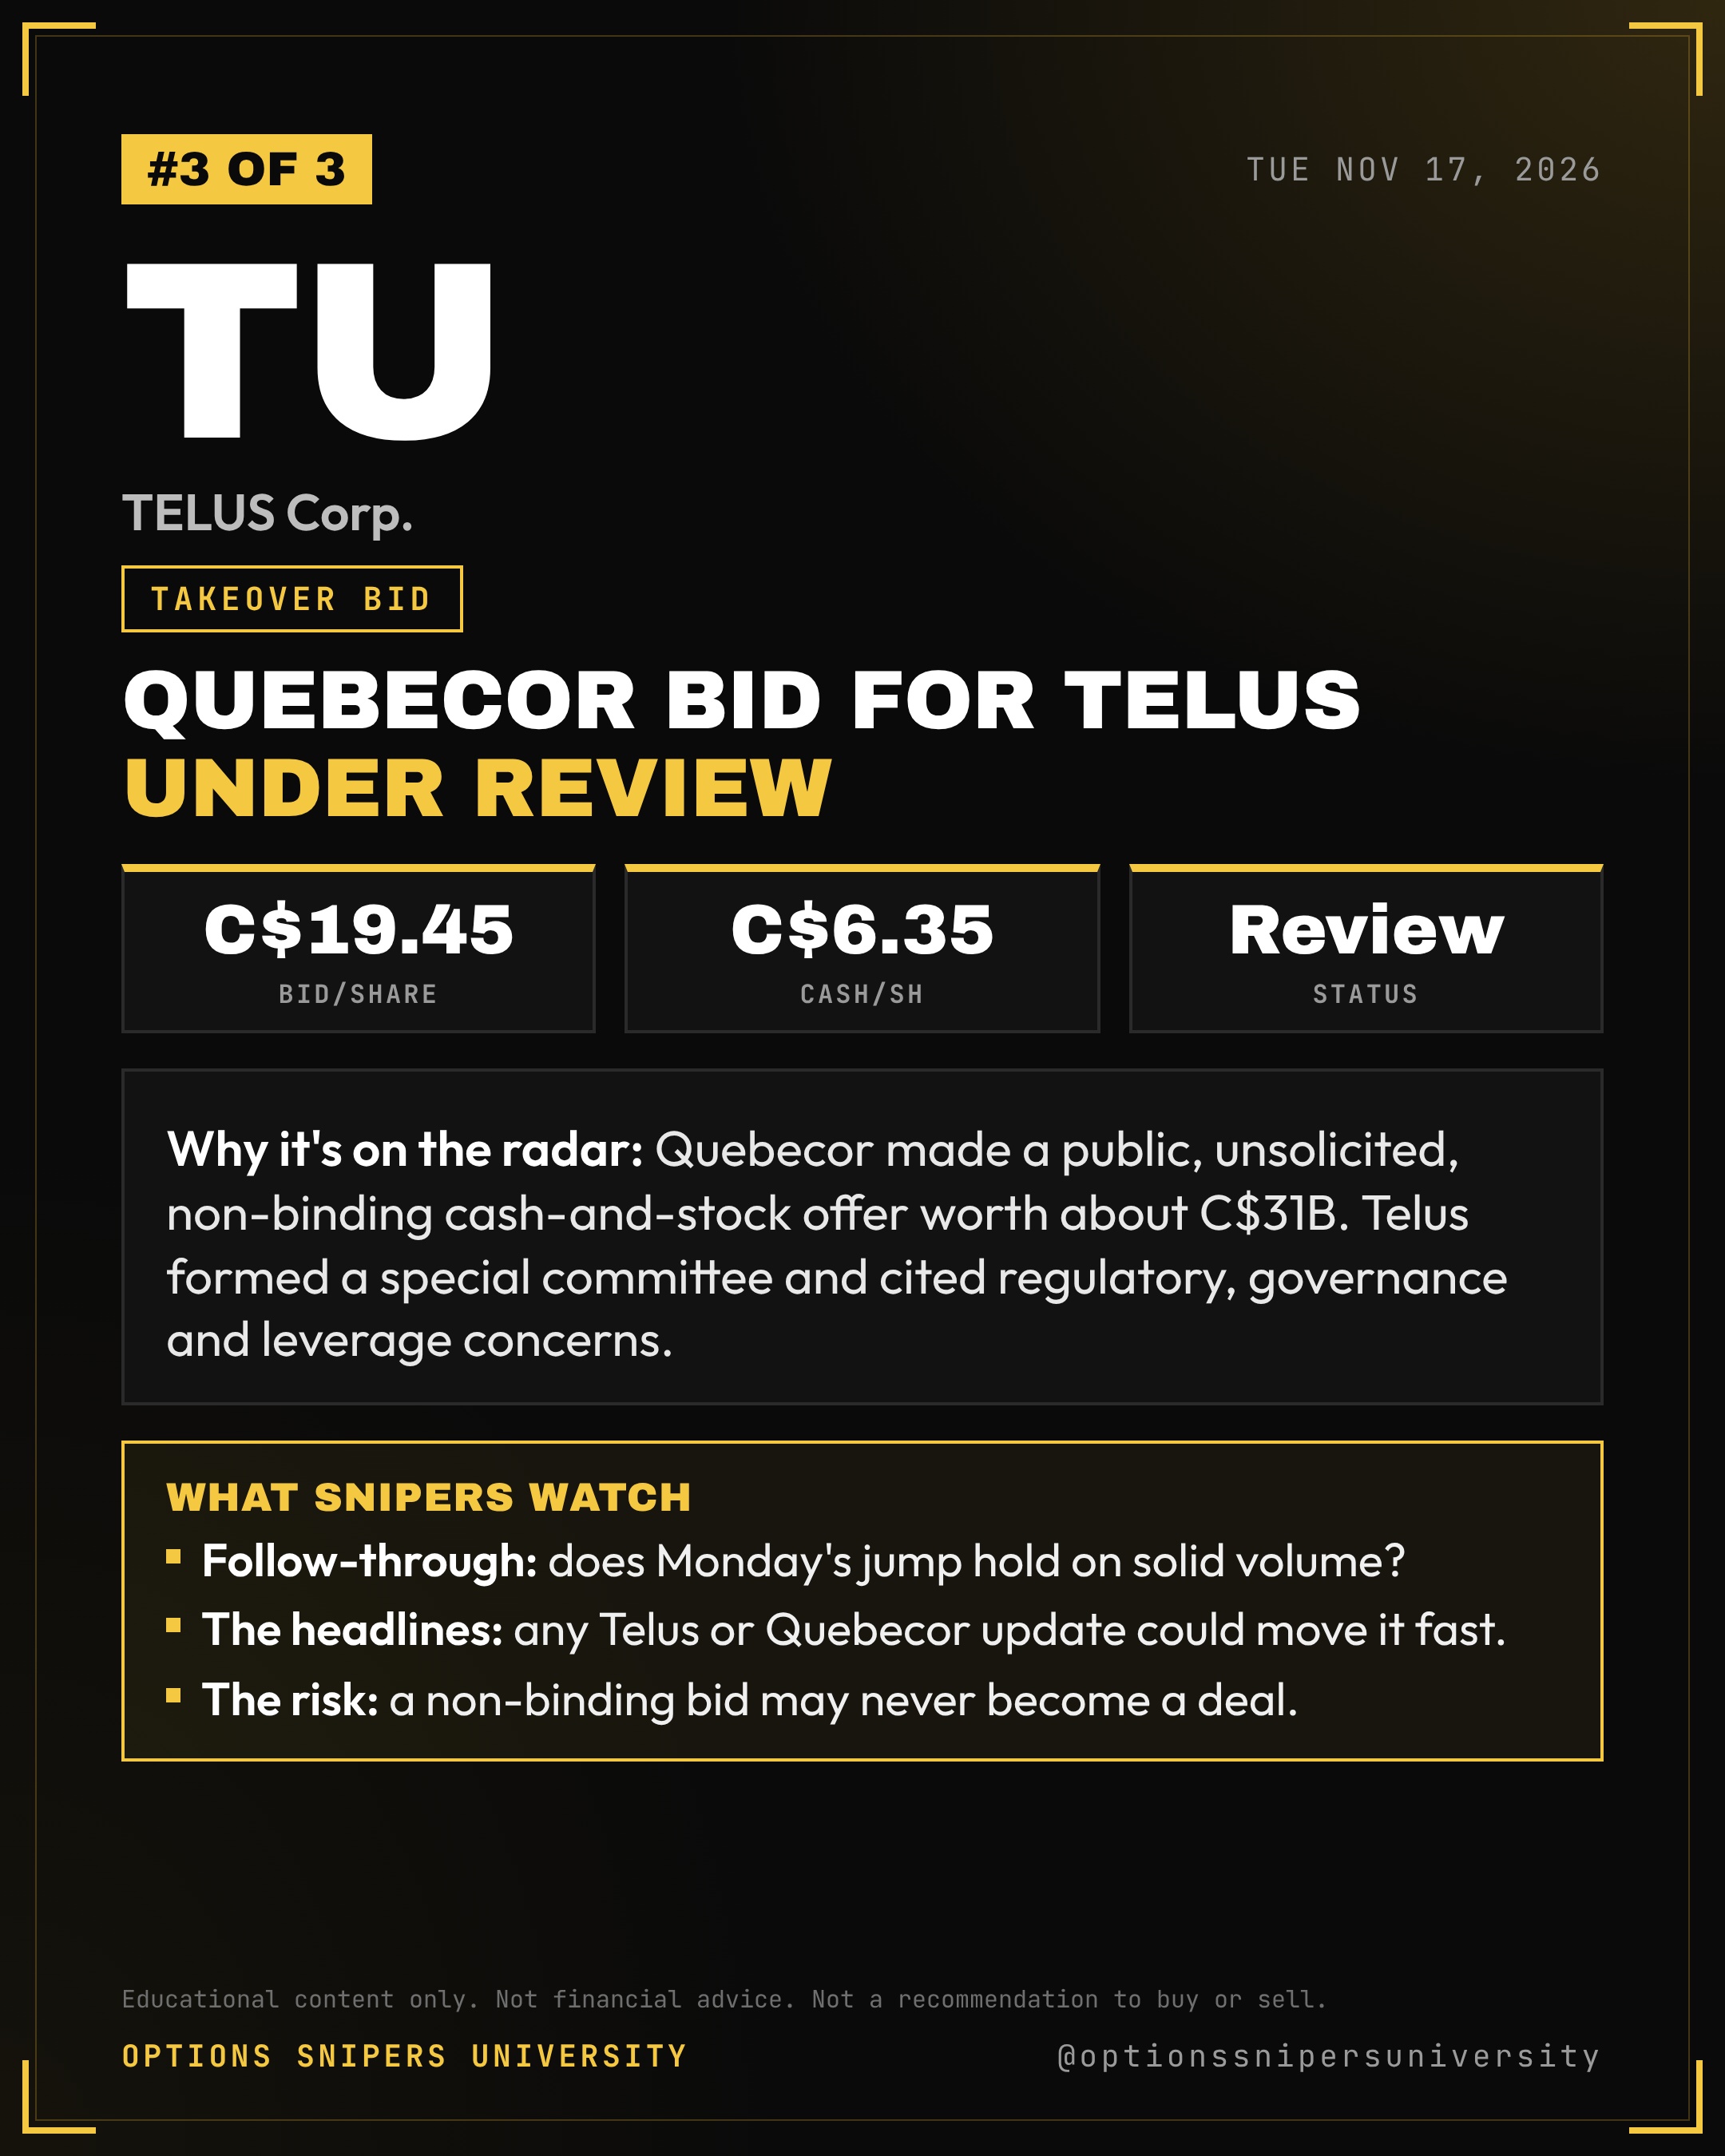 #3 OF 3
TUE NOV 17, 2026
TU
TELUS Corp.
TAKEOVER BID
QUEBECOR BID FOR TELUS
UNDER REVIEW
C$19.45
BID/SHARE
C$6.35
CASH/SH
Review
STATUS
Why it's on the radar: Quebecor made a public, unsolicited,
non-binding cash-and-stock offer worth about C$31B. Telus
formed a special committee and cited regulatory, governance
and leverage concerns.
WHAT SNIPERS WATCH
Follow-through: does Monday's jump hold on solid volume?
The headlines: any Telus or Quebecor update could move it fast.
The risk: a non-binding bid may never become a deal.
Educational content only. Not financial advice. Not a recommendation to buy or sell.
OPTIONS SNIPERS UNIVERSITY
@optionssnipersuniversity